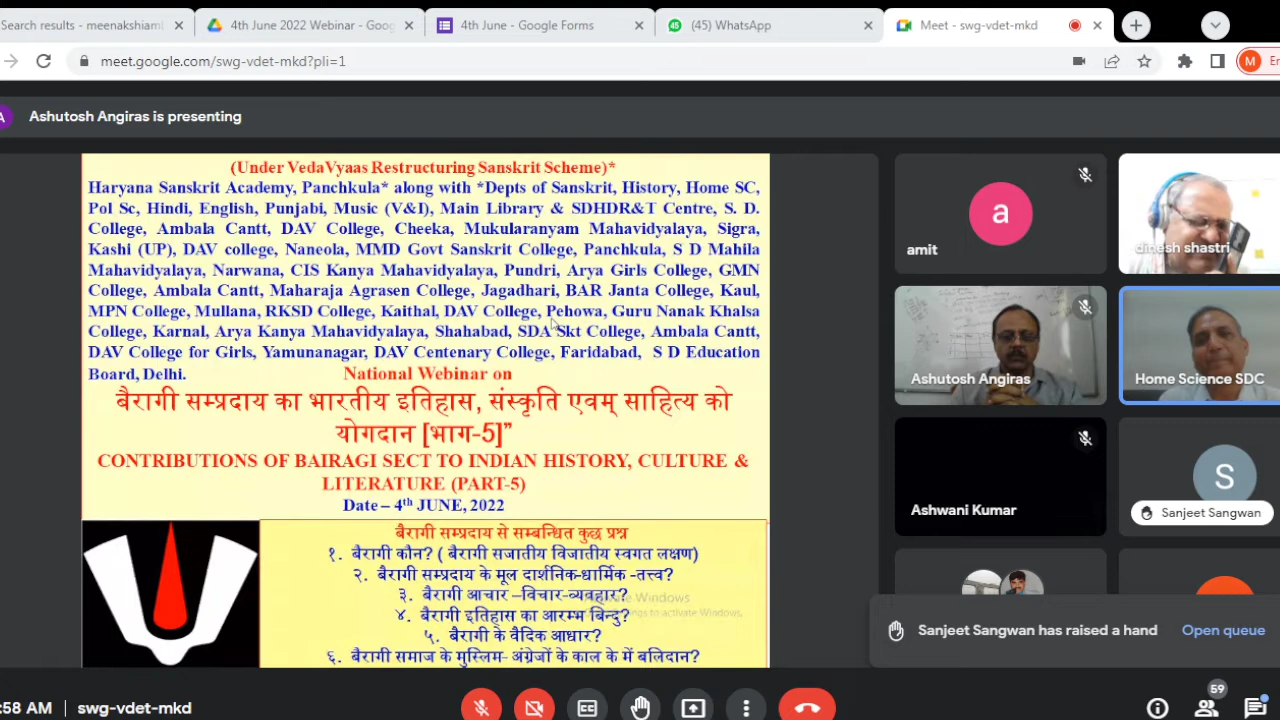 Search results - meenakshiaml
4th June 2022 Webinar - Goog
4th June - Google Forms
(45) WhatsApp
Meet - swg-vdet-mkd
meet.google.com/swg-vdet-mkd?pli=1
M
Ashutosh Angiras is presenting
(Under VedaVyaas Restructuring Sanskrit Scheme)*
Haryana Sanskrit Academy, Panchkula* along with *Depts of Sanskrit, History, Home SC,
Pol Sc, Hindi, English, Punjabi, Music (V&I), Main Library & SDHDR&T Centre, S. D.
College, Ambala Cantt, DAV College, Cheeka, Mukularanyam Mahavidyalaya, Sigra,
Kashi (UP), DAV college, Naneola, MMD Govt Sanskrit College, Panchkula, S D Mahila
Mahavidyalaya, Narwana, CIS Kanya Mahavidyalaya, Pundri, Arya Girls College, GMN
College, Ambala Cantt, Maharaja Agrasen College, Jagadhari, BAR Janta College, Kaul,
MPN College, Mullana, RKSD College, Kaithal, DAV College, Pehowa, Guru Nanak Khalsa
College, Karnal, Arya Kanya Mahavidyalaya, Shahabad, SDA Skt College, Ambala Cantt,
DAV College for Girls, Yamunanagar, DAV Centenary College, Faridabad, S D Education
Board, Delhi. National Webinar on
बैरागी सम्प्रदाय का भारतीय इतिहास, संस्कृति एवम् साहित्य को
योगदान [भाग-5]”
CONTRIBUTIONS OF BAIRAGI SECT TO INDIAN HISTORY, CULTURE &
LITERATURE (PART-5)
Date – 4th JUNE, 2022
बैरागी सम्प्रदाय से सम्बन्धित कुछ प्रश्न
१. बैरागी कौन? ( बैरागी सजातीय विजातीय स्वगत लक्षण)
२. बैरागी सम्प्रदाय के मूल दार्शनिक-धार्मिक -तत्त्व?
३. बैरागी आचार –विचार-व्यवहार?
४. बैरागी इतिहास का आरम्भ बिन्दु?
५. बैरागी के वैदिक आधार?
६. बैरागी समाज के मुस्लिम- अंग्रेजों के काल के में बलिदान?
a
amit
dinesh shastri
Ashutosh Angiras
Home Science SDC
Ashwani Kumar
S
Sanjeet Sangwan
Sanjeet Sangwan has raised a hand
Open queue
:58 AM
swg-vdet-mkd
59